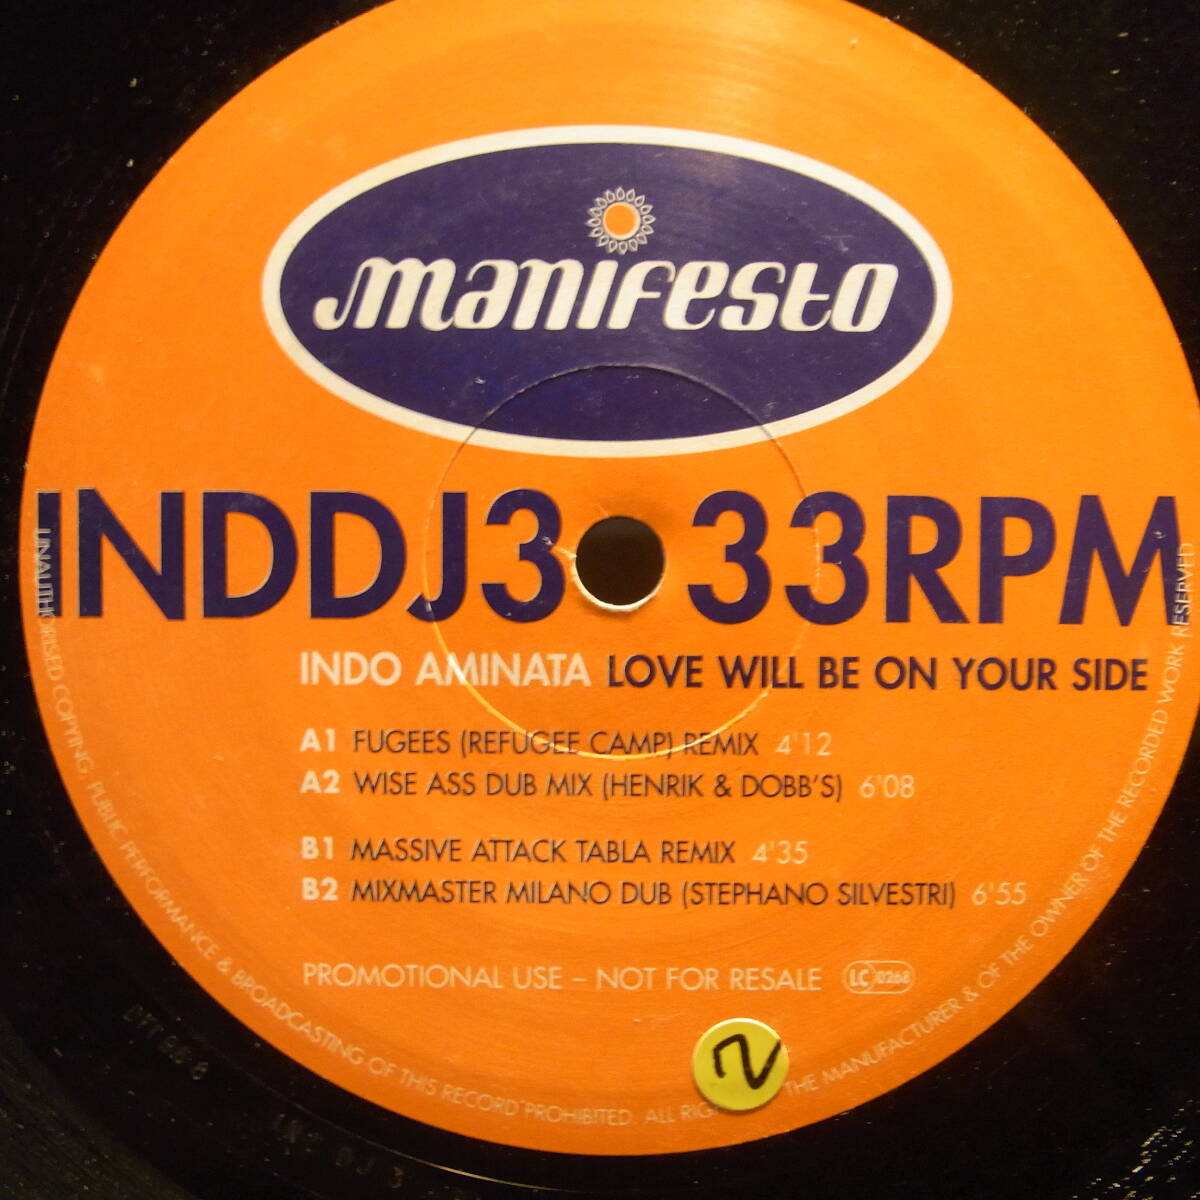 manifesto
INDDJ3 33RPM
INDO AMINATA LOVE WILL BE ON YOUR SIDE
A1 FUGEES (REFUGEE CAMP) REMIX 4'12
A2 WISE ASS DUB MIX (HENRIK & DOBB'S) 6'08
B1 MASSIVE ATTACK TABLA REMIX 4'35
B2 MIXMASTER MILANO DUB (STEPHANO SILVESTRI) 6'55
PROMOTIONAL USE – NOT FOR RESALE LC 0268
UNAUTHORISED COPYING, PUBLIC PERFORMANCE & BROADCASTING OF THIS RECORD PROHIBITED. ALL THE MANUFACTURER & OF THE OWNER OF THE RECORDED WORK RESERVED
2